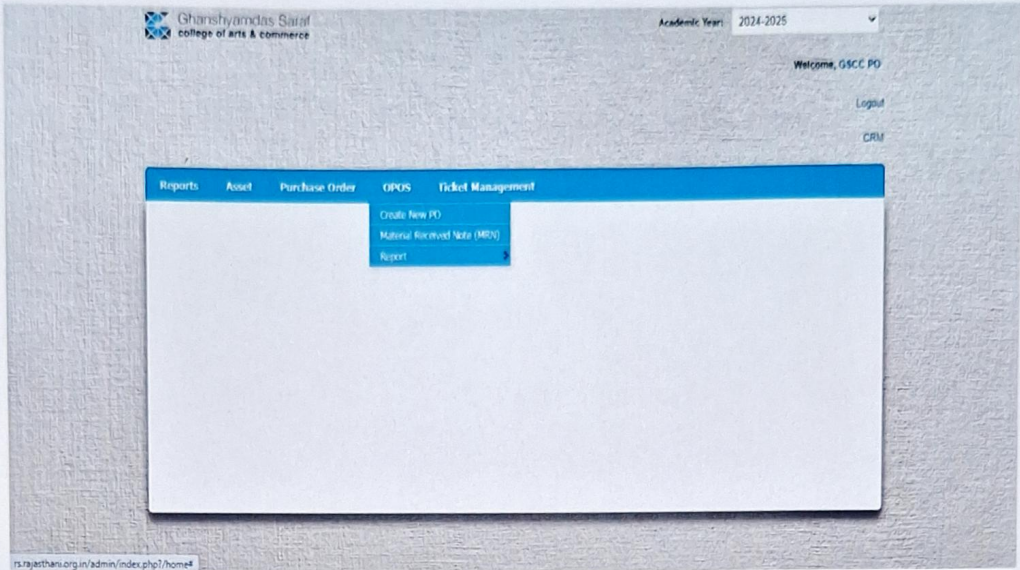 Ghanshyamdas Saraf
college of arts & commerce
Academic Year: 2024-2025
Welcome, GSCC PO
Logout
CRM
Reports Asset Purchase Order OPOS Ticket Management
Create New PO
Material Received Note (MRN)
Report
rs.rajasthani.org.in/admin/index.php?/home#